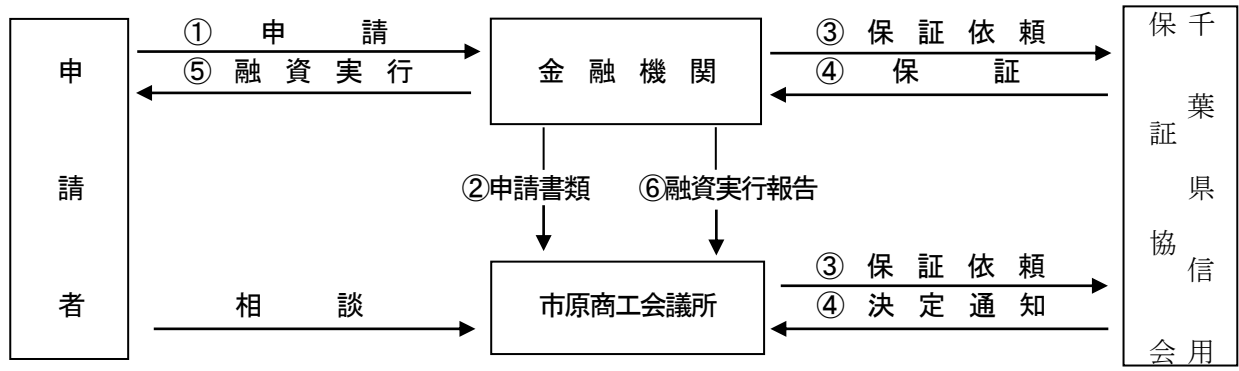 申請者
① 申請
⑤ 融資実行
金融機関
③ 保証依頼
④ 保証
千葉県信用
保証協会
②申請書類
⑥融資実行報告
相談
市原商工会議所
③ 保証依頼
④ 決定通知